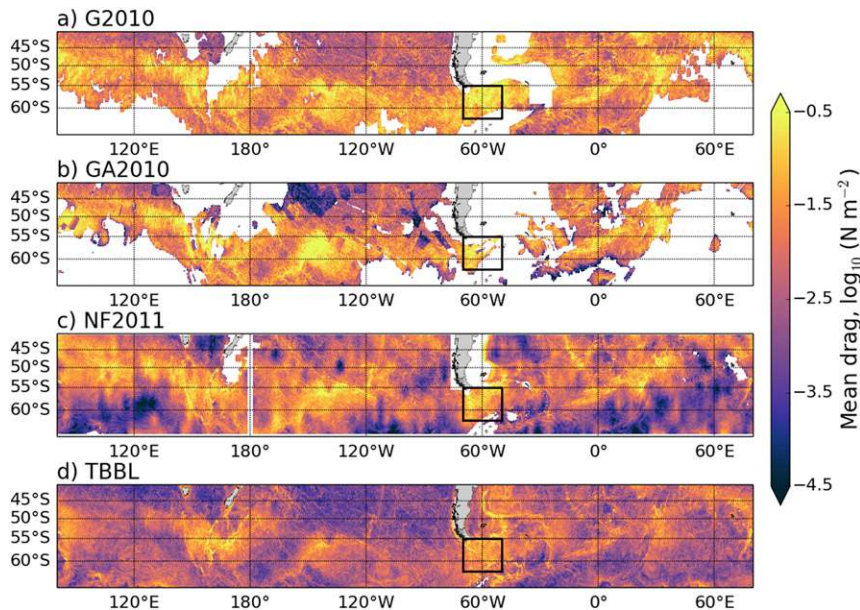 a) G2010
45°S
50°S
55°S
60°S
120°E 180°W 120°W 60°W 0° 60°E
b) GA2010
45°S
50°S
55°S
60°S
120°E 180°W 120°W 60°W 0° 60°E
c) NF2011
45°S
50°S
55°S
60°S
120°E 180°W 120°W 60°W 0° 60°E
d) TBBL
45°S
50°S
55°S
60°S
120°E 180°W 120°W 60°W 0° 60°E
−0.5
−1.5
−2.5
−3.5
−4.5
Mean drag, log₁₀ (N m⁻²)